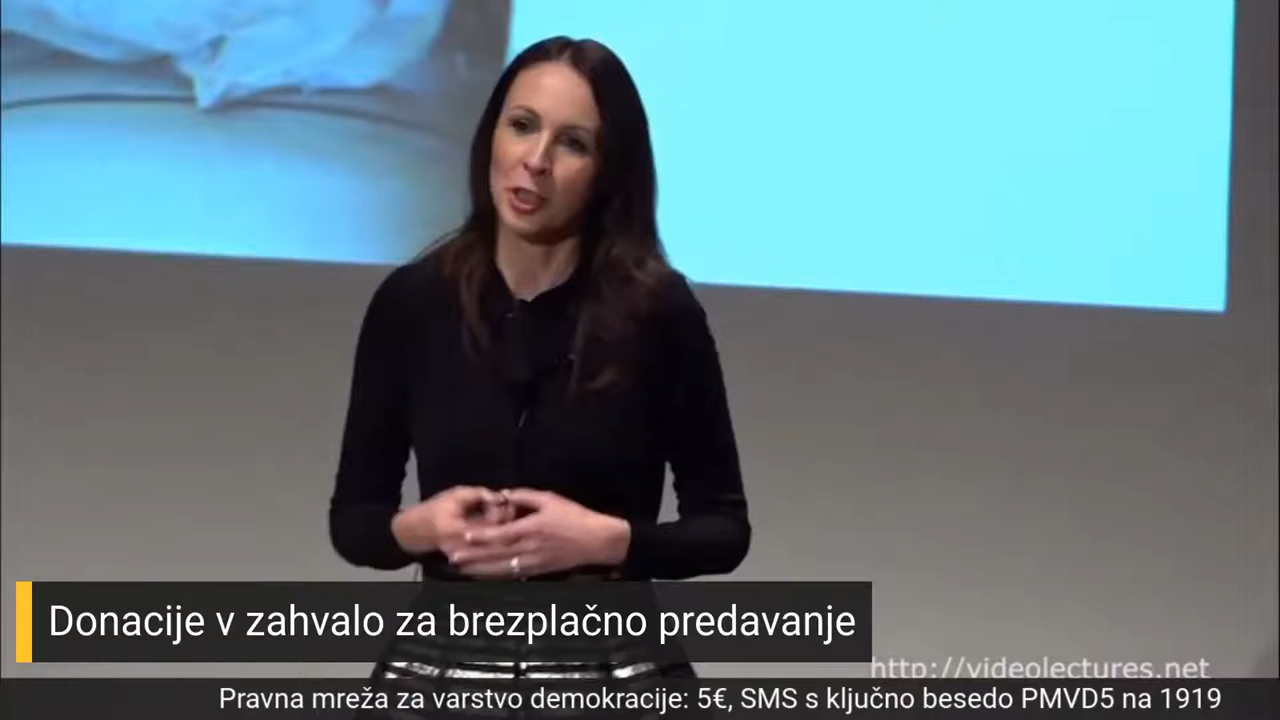 Donacije v zahvalo za brezplačno predavanje
http://videolectures.net
Pravna mreža za varstvo demokracije: 5€, SMS s ključno besedo PMVD5 na 1919